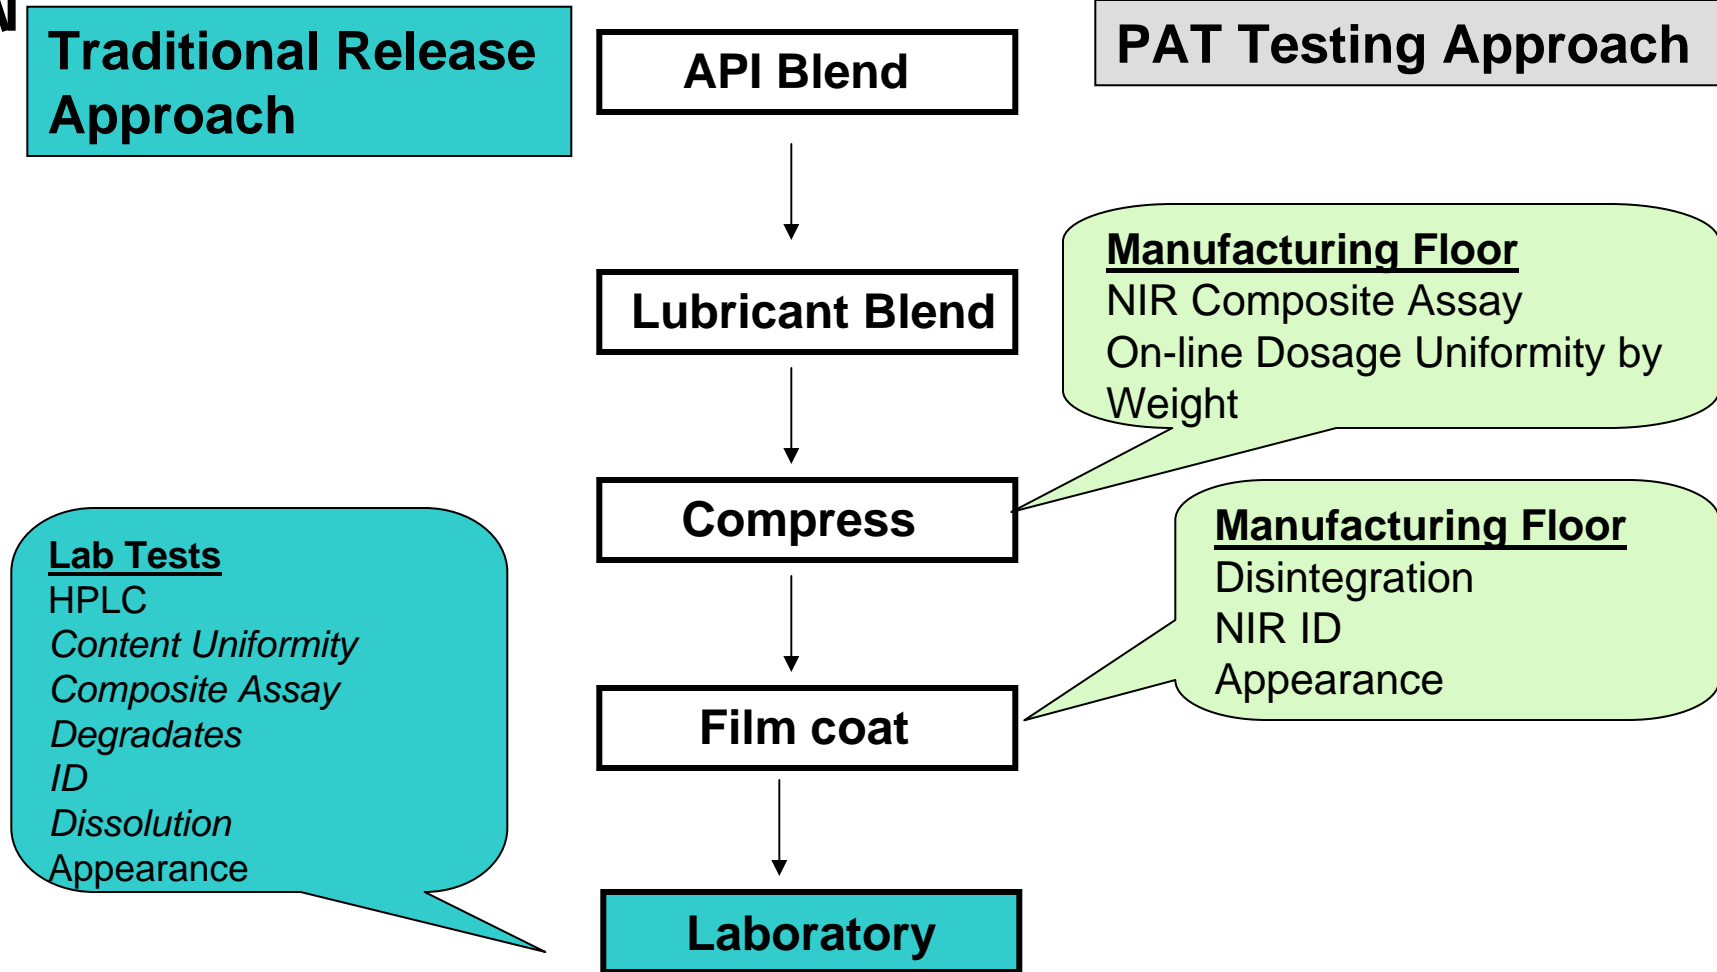 Traditional Release
Approach
API Blend
PAT Testing Approach
Manufacturing Floor
NIR Composite Assay
On-line Dosage Uniformity by
Weight
Lubricant Blend
Compress
Manufacturing Floor
Disintegration
NIR ID
Appearance
Lab Tests
HPLC
Content Uniformity
Composite Assay
Degradates
ID
Dissolution
Appearance
Film coat
Laboratory